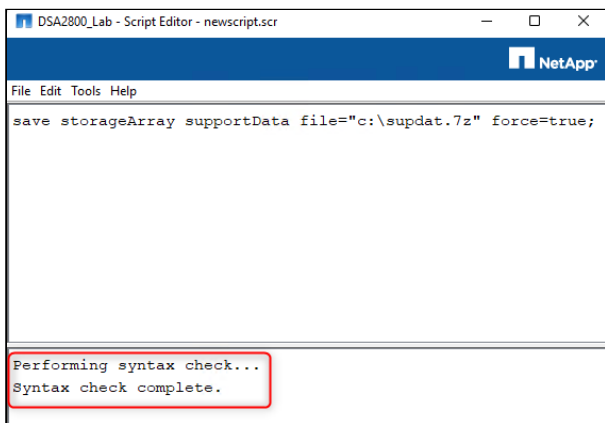 DSA2800_Lab - Script Editor - newscript.scr
NetApp
File Edit Tools Help
save storageArray supportData file="c:\supdat.7z" force=true;
Performing syntax check...
Syntax check complete.